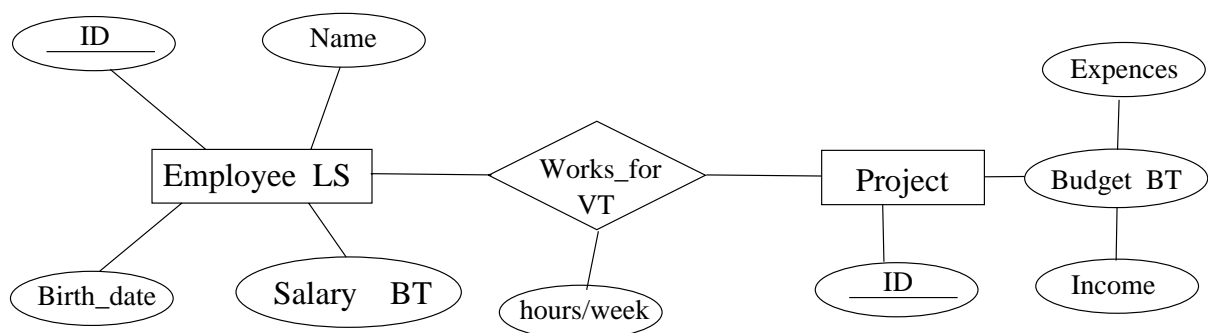 ID
Name
Expences
Employee LS
Works_for
VT
Project
Budget BT
Birth_date
Salary BT
hours/week
ID
Income